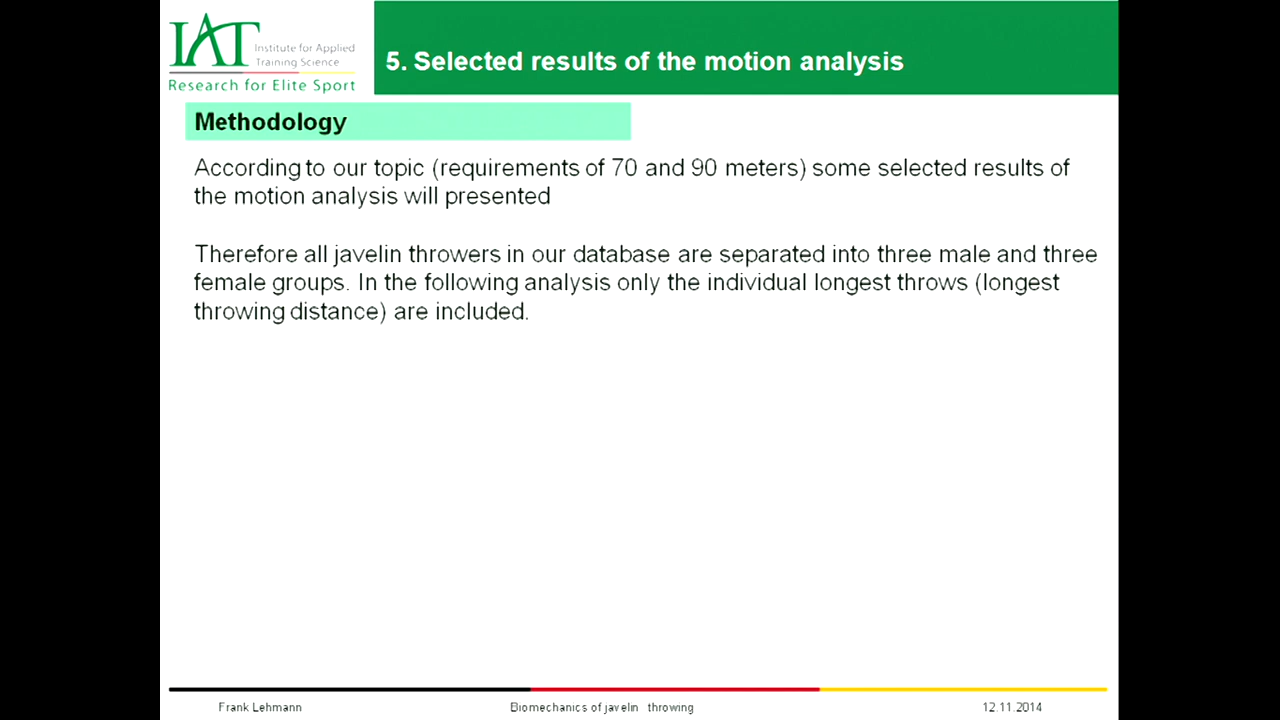 IAT
Institute for Applied
Training Science
Research for Elite Sport
5. Selected results of the motion analysis
Methodology
According to our topic (requirements of 70 and 90 meters) some selected results of
the motion analysis will presented
Therefore all javelin throwers in our database are separated into three male and three
female groups. In the following analysis only the individual longest throws (longest
throwing distance) are included.
Frank Lehmann
Biomechanics of javelin throwing
12.11.2014